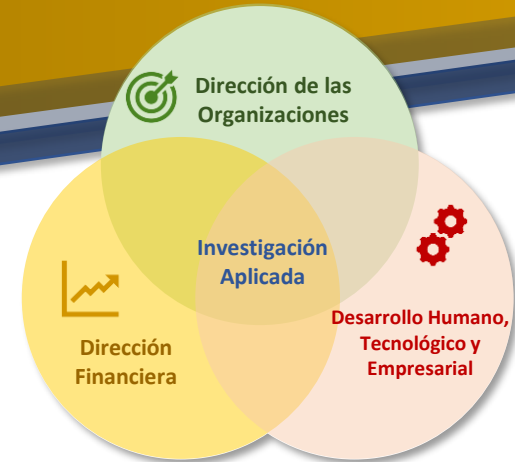 Dirección de las
Organizaciones
Investigación
Aplicada
Dirección
Financiera
Desarrollo Humano,
Tecnológico y
Empresarial